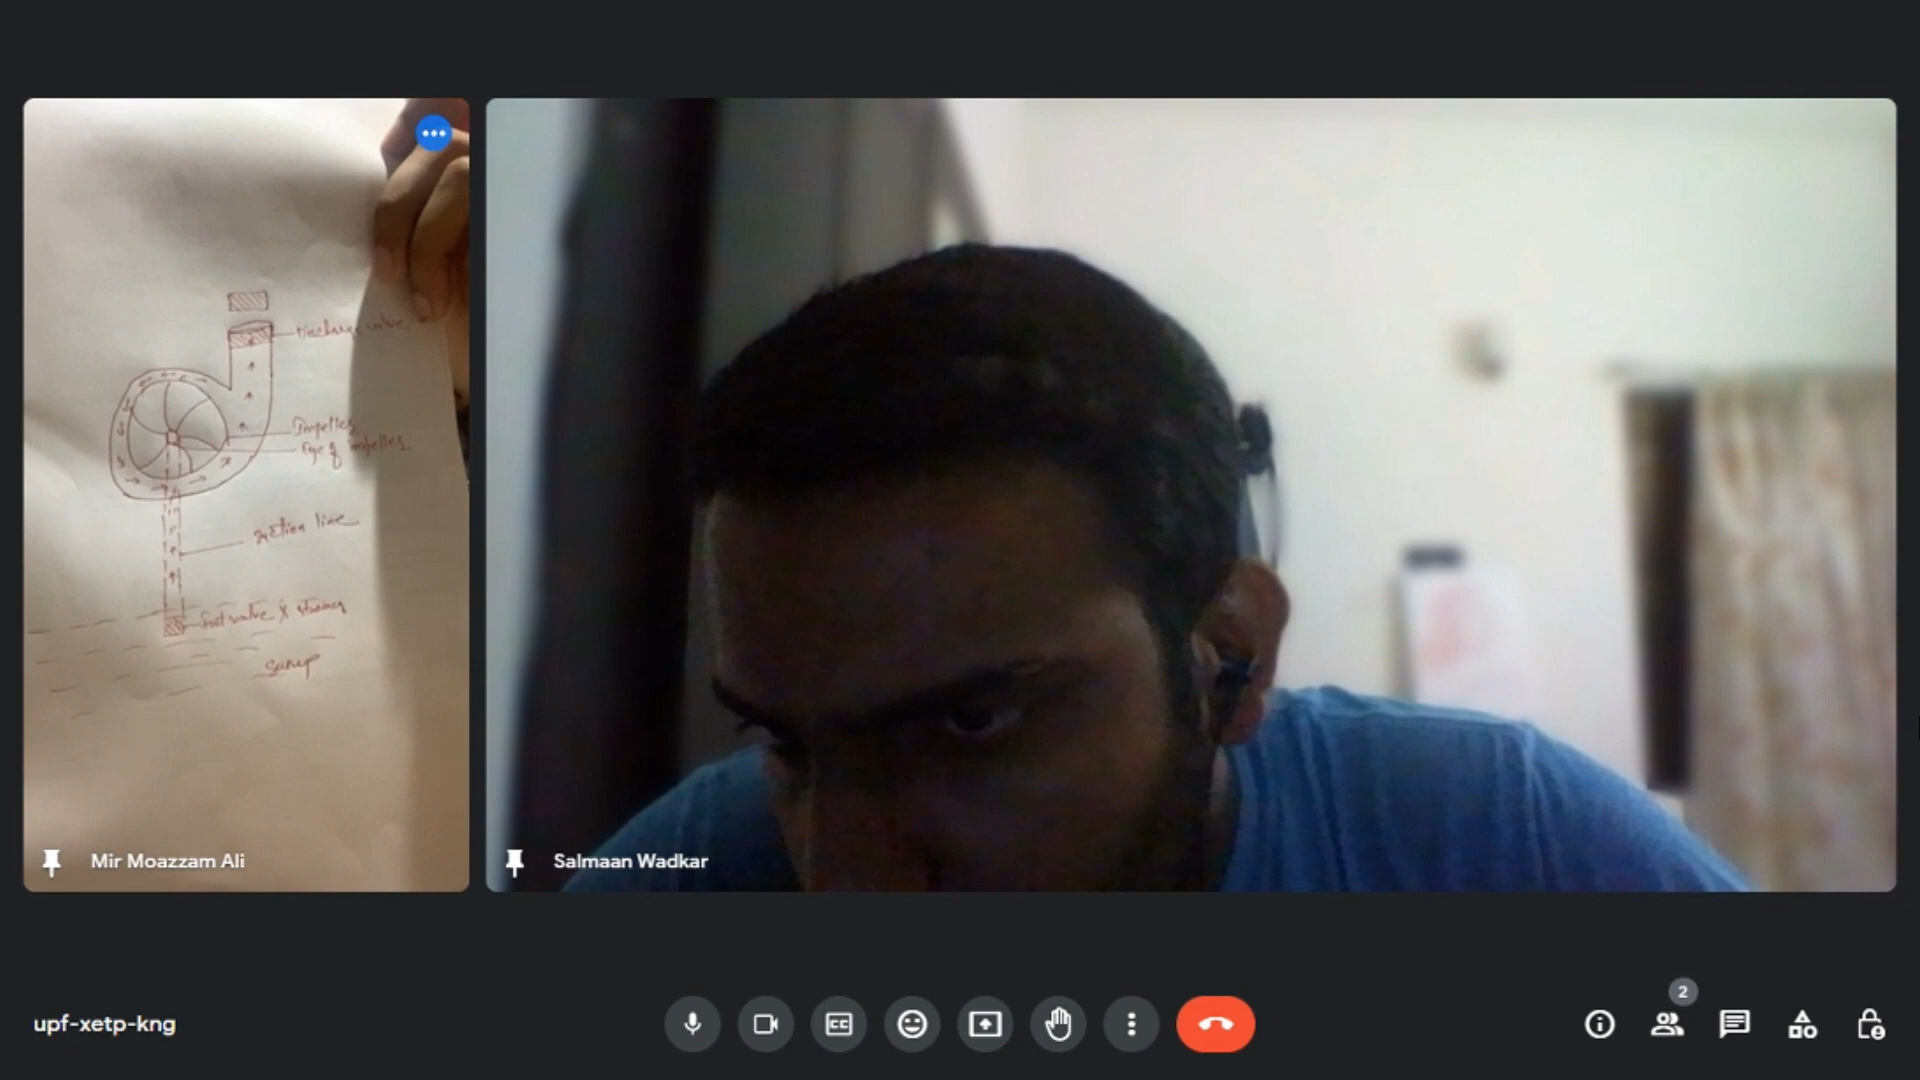 Discharge valve
Impeller
Eye of impeller
suction line
Foot valve & strainer
Sump
Mir Moazzam Ali
Salmaan Wadkar
2
upf-xetp-kng
CC